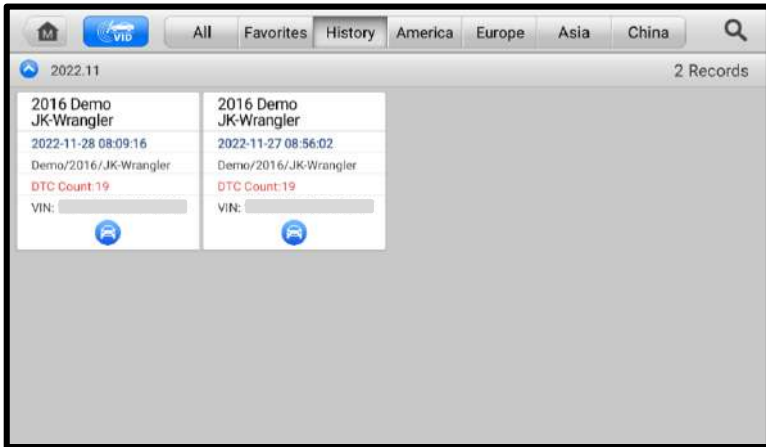 M VID All Favorites History America Europe Asia China
2022.11 2 Records
2016 Demo
JK-Wrangler
2022-11-28 08:09:16
Demo/2016/JK-Wrangler
DTC Count:19
VIN:
2016 Demo
JK-Wrangler
2022-11-27 08:56:02
Demo/2016/JK-Wrangler
DTC Count:19
VIN: